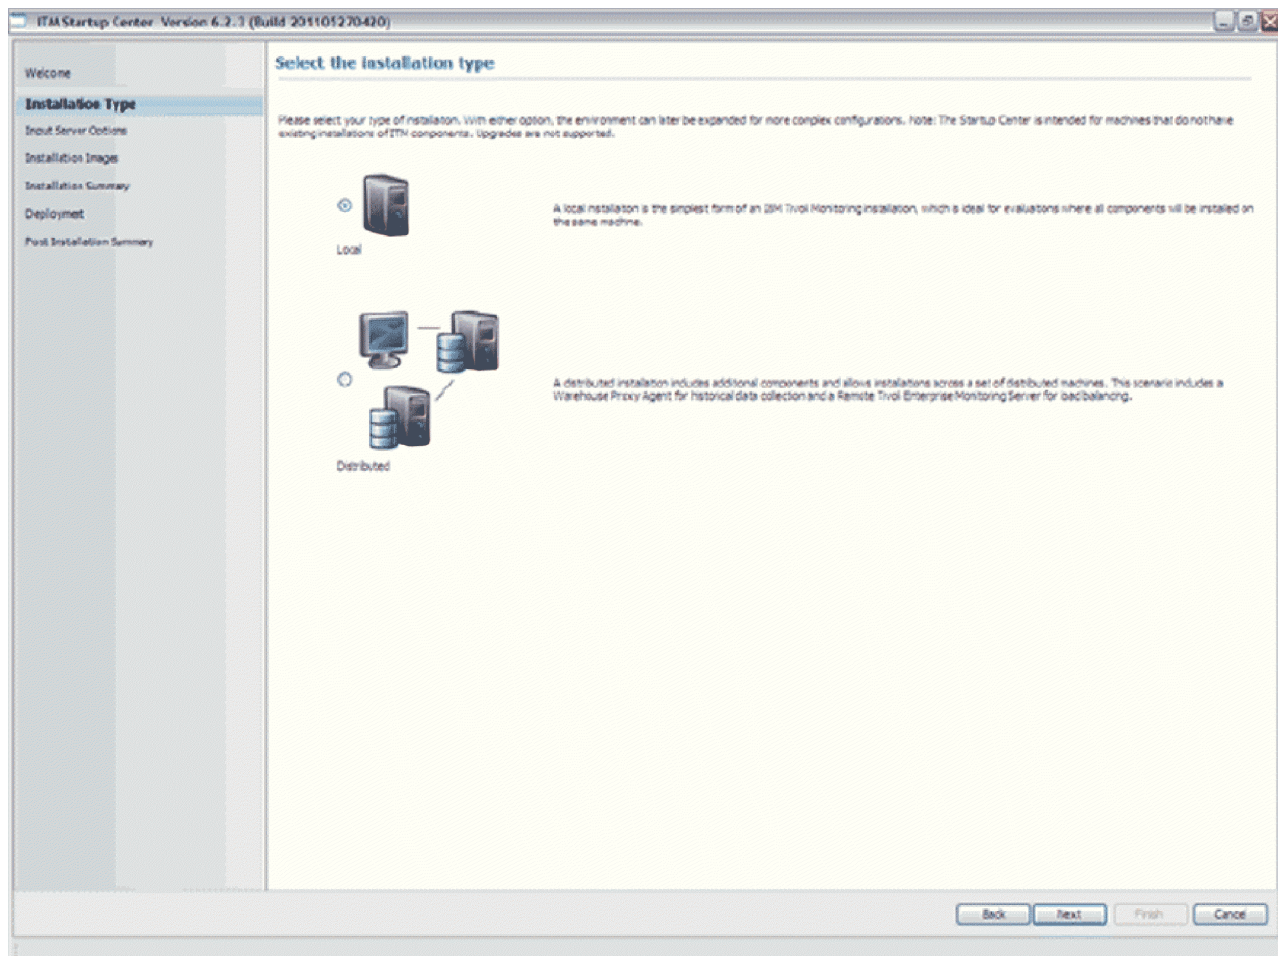 ITM Startup Center Version 6.2.3 (Build 201105270420)
Welcome
Installation Type
Input Server Options
Installation Images
Installation Summary
Deployment
Post Installation Summary
Select the installation type
Please select your type of installation. With either option, the environment can later be expanded for more complex configurations. Note: The Startup Center is intended for machines that do not have
existing installations of ITM components. Upgrades are not supported.
A local installation is the simplest form of an IBM Tivoli Monitoring installation, which is ideal for evaluations where all components will be installed on
the same machine.
Local
A distributed installation includes additional components and allows installations across a set of distributed machines. This scenario includes a
Warehouse Proxy Agent for historical data collection and a Remote Tivoli Enterprise Monitoring Server for load balancing.
Distributed
Back
Next
Finish
Cancel